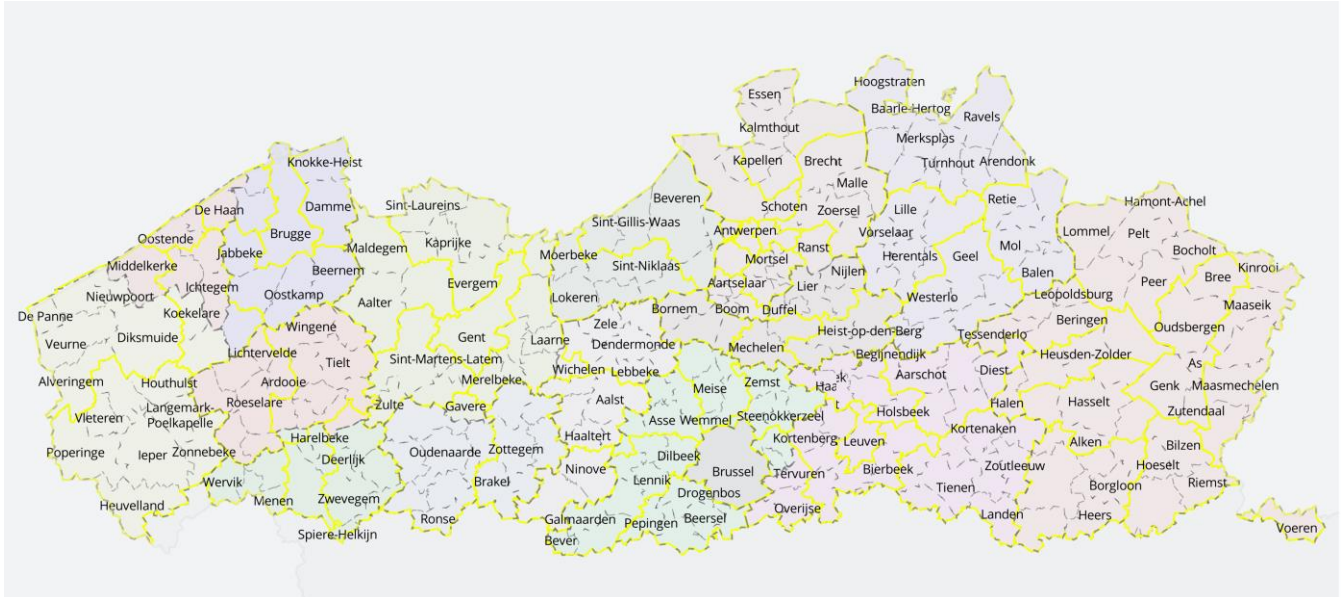 Essen
Hoogstraten
Baarle-Hertog
Ravels
Kalmthout
Merksplas
Knokke-Heist
Kapellen
Brecht
Turnhout
Arendonk
Malle
Beveren
Retie
De Haan
Damme
Sint-Laureins
Schoten
Zoersel
Lille
Hamont-Achel
Sint-Gillis-Waas
Antwerpen
Vorselaar
Lommel
Pelt
Oostende
Brugge
Maldegem
Kaprijke
Mol
Bocholt
Jabbeke
Moerbeke
Sint-Niklaas
Mortsel
Ranst
Herentals
Geel
Middelkerke
Beernem
Nijlen
Balen
Kinrooi
Ichtegem
Evergem
Aartselaar
Lier
Peer
Bree
Nieuwpoort
Oostkamp
Aalter
Lokeren
Westerlo
Leopoldsburg
Maaseik
De Panne
Koekelare
Bornem
Boom
Duffel
Beringen
Wingene
Zele
Oudsbergen
Veurne
Diksmuide
Gent
Laarne
Dendermonde
Heist-op-den-Berg
Tessenderlo
Lichtervelde
Tielt
Sint-Martens-Latem
Mechelen
Begijnendijk
Heusden-Zolder
As
Wichelen
Lebbeke
Aarschot
Diest
Alveringem
Houthulst
Ardooie
Merelbeke
Meise
Zemst
Haa
k
t
Genk
Maasmechelen
Roeselare
Zulte
Gavere
Aalst
Halen
Hasselt
Vleteren
Langemark-
Poelkapelle
Asse
Wemmel
Steenokkerzeel
Holsbeek
Zutendaal
Kortenaken
Harelbeke
Haaltert
Kortenberg
Leuven
Alken
Bilzen
Poperinge
Ieper
Zonnebeke
Deerlijk
Oudenaarde
Zottegem
Dilbeek
Ninove
Brussel
Tervuren
Bierbeek
Zoutleeuw
Hoeselt
Wervik
Brakel
Lennik
Tienen
Borgloon
Riemst
Heuvelland
Menen
Zwevegem
Drogenbos
Overijse
Landen
Heers
Ronse
Galmaarden
Pepingen
Beersel
Voeren
Spiere-Helkijn
Bever